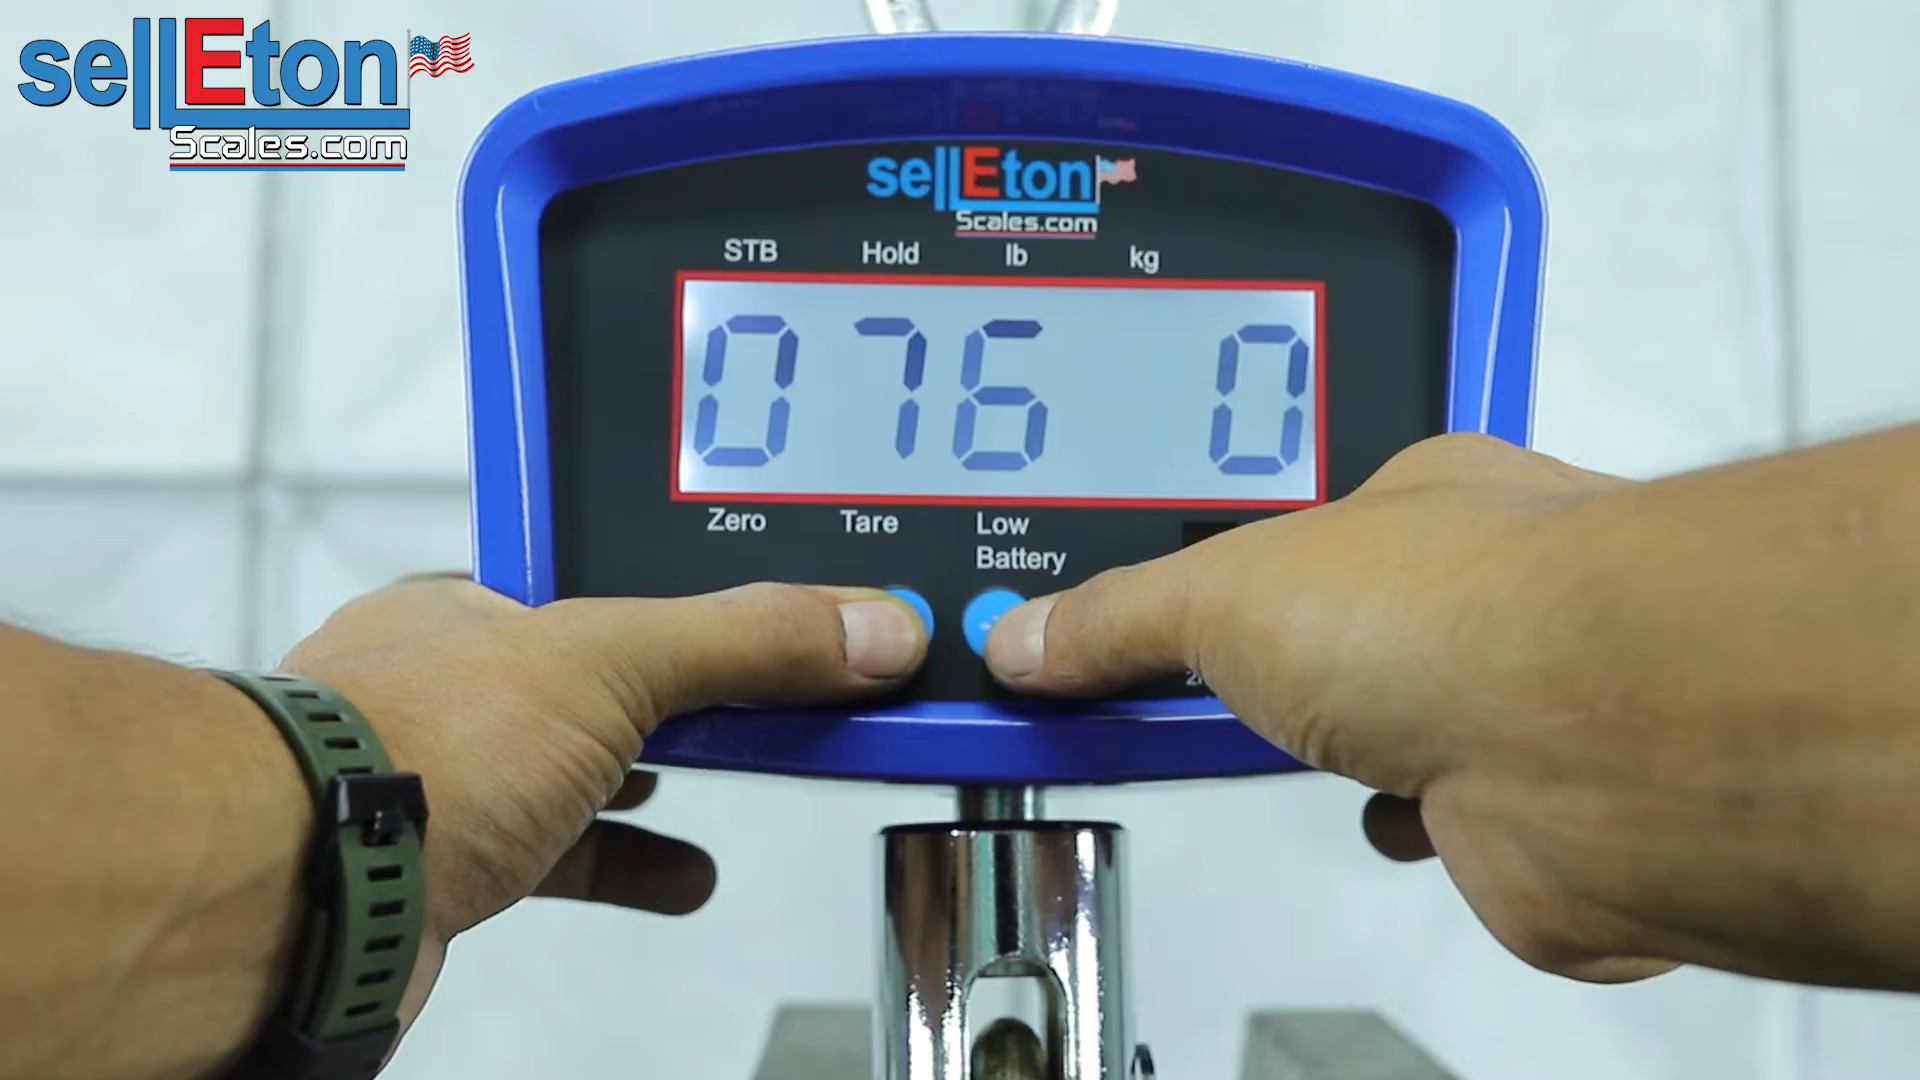 sellEton
Scales.com
sellEton
Scales.com
STB Hold lb kg
076 0
Zero Tare Low
Battery